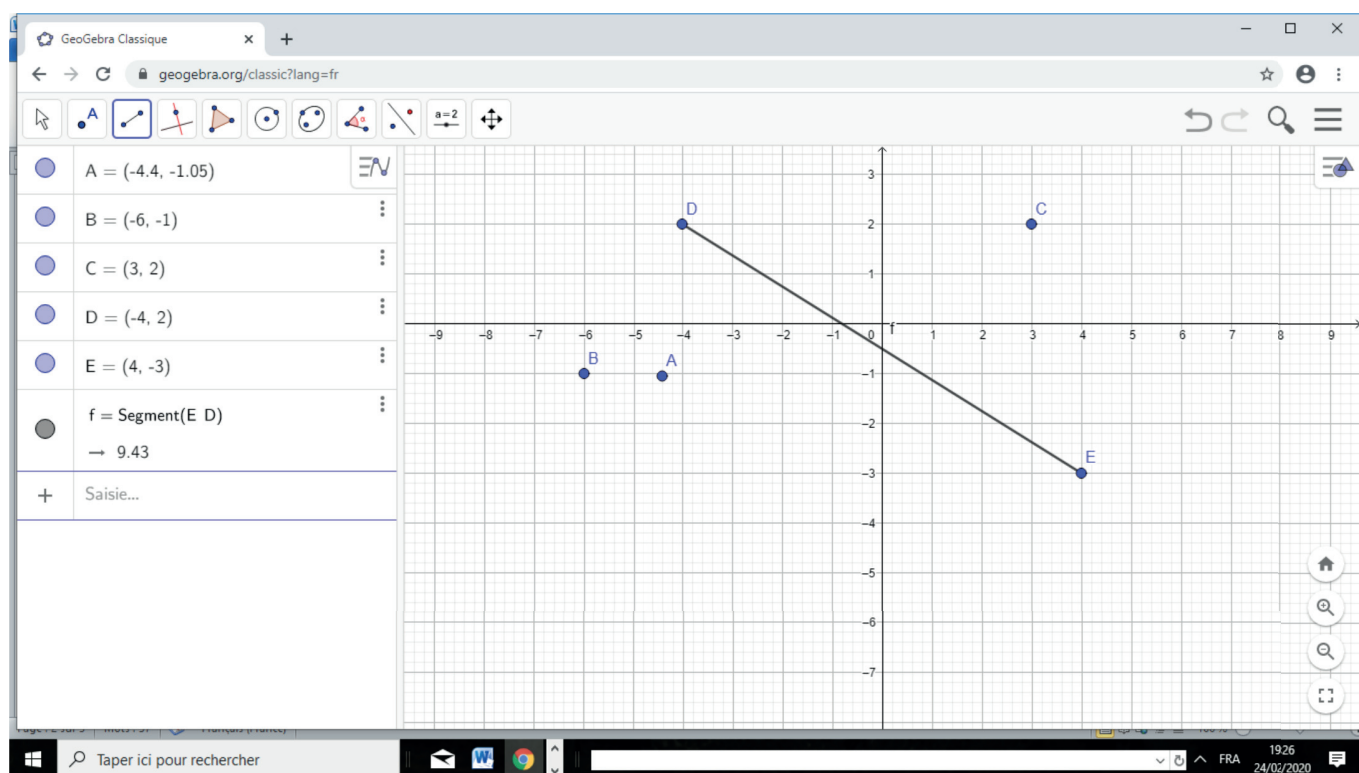 GeoGebra Classique
geogebra.org/classic?lang=fr
A
α
a=2
A = (-4.4, -1.05)
B = (-6, -1)
C = (3, 2)
D = (-4, 2)
E = (4, -3)
f = Segment(E D)
→ 9.43
+ Saisie...
3
D
C
2
1
f
−9 −8 −7 −6 −5 −4 −3 −2 −1 0 1 2 3 4 5 6 7 8 9
B
A
−1
−2
E
−3
−4
−5
−6
−7
Taper ici pour rechercher
W
FRA
19:26
24/02/2020